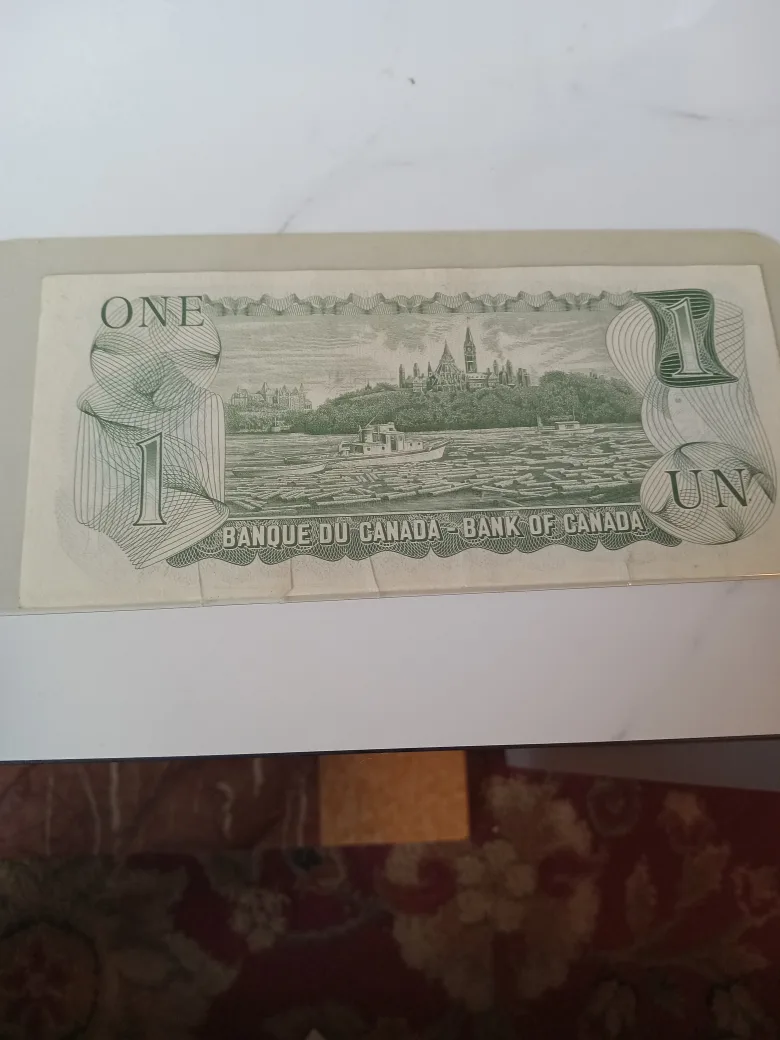 ONE
1
1
UN
BANQUE DU CANADA - BANK OF CANADA